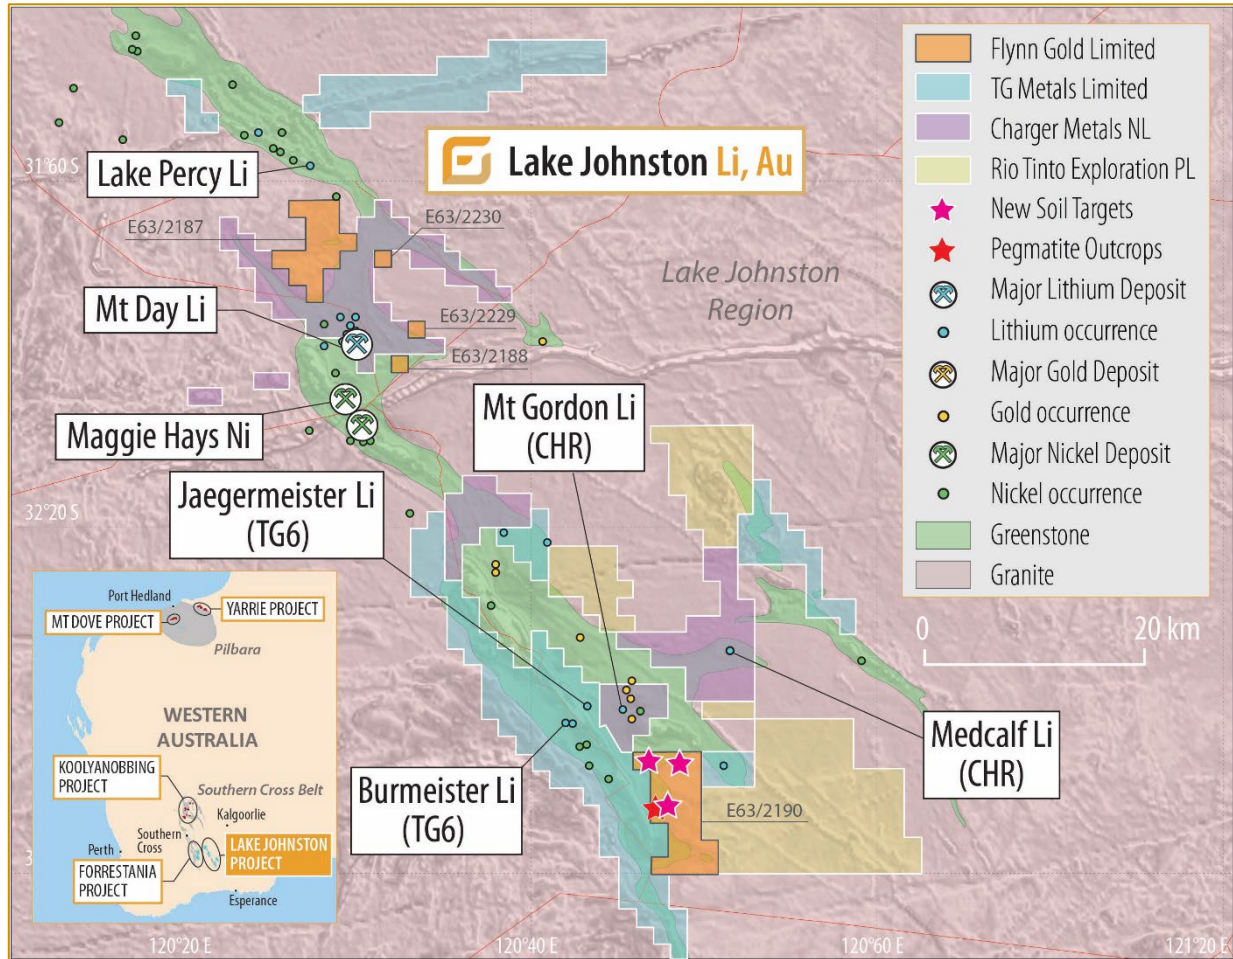 Lake Johnston Li, Au
Flynn Gold Limited
TG Metals Limited
Charger Metals NL
Rio Tinto Exploration PL
New Soil Targets
Pegmatite Outcrops
Major Lithium Deposit
Lithium occurrence
Major Gold Deposit
Gold occurrence
Major Nickel Deposit
Nickel occurrence
Greenstone
Granite
0 20 km
31°60 S
Lake Percy Li
E63/2187
E63/2230
Lake Johnston
Region
Mt Day Li
E63/2229
E63/2188
Maggie Hays Ni
Mt Gordon Li
(CHR)
Jaegermeister Li
(TG6)
32°20 S
Medcalf Li
(CHR)
Burmeister Li
(TG6)
E63/2190
3
Port Hedland
MT DOVE PROJECT
YARRIE PROJECT
Pilbara
WESTERN
AUSTRALIA
KOOLYANOBBING
PROJECT
Southern Cross Belt
Kalgoorlie
Southern
Cross
Perth
LAKE JOHNSTON
PROJECT
FORRESTANIA
PROJECT
Esperance
120°20 E
120°40 E
120°60 E
121°20 E